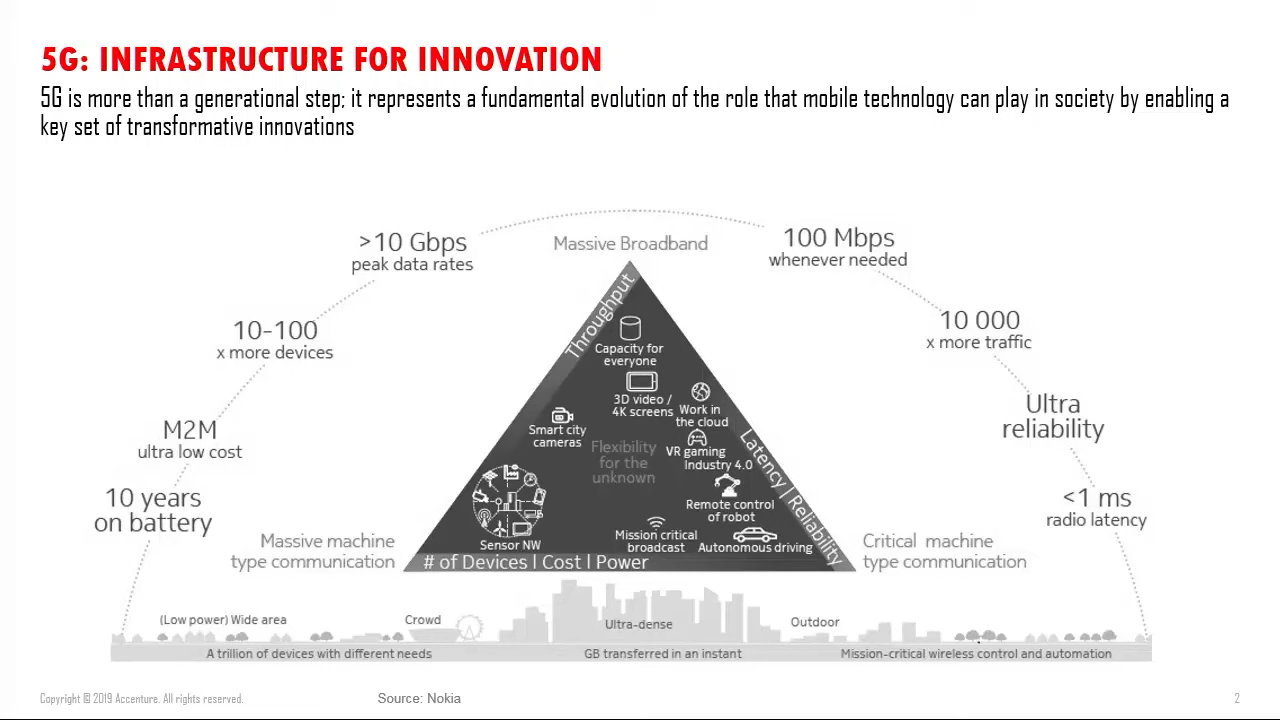 5G: INFRASTRUCTURE FOR INNOVATION
5G is more than a generational step; it represents a fundamental evolution of the role that mobile technology can play in society by enabling a
key set of transformative innovations
>10 Gbps
peak data rates
Massive Broadband
100 Mbps
whenever needed
10-100
x more devices
10 000
x more traffic
M2M
ultra low cost
Ultra
reliability
10 years
on battery
<1 ms
radio latency
Throughput
Capacity for
everyone
3D video /
4K screens
Work in
the cloud
Smart city
cameras
Flexibility
for the
unknown
VR gaming
Industry 4.0
Latency | Reliability
Remote control
of robot
Sensor NW
Mission critical
broadcast
Autonomous driving
Massive machine
type communication
# of Devices | Cost | Power
Critical machine
type communication
(Low power) Wide area
Crowd
Ultra-dense
Outdoor
A trillion of devices with different needs
GB transferred in an instant
Mission-critical wireless control and automation
Copyright © 2019 Accenture. All rights reserved.
Source: Nokia
2